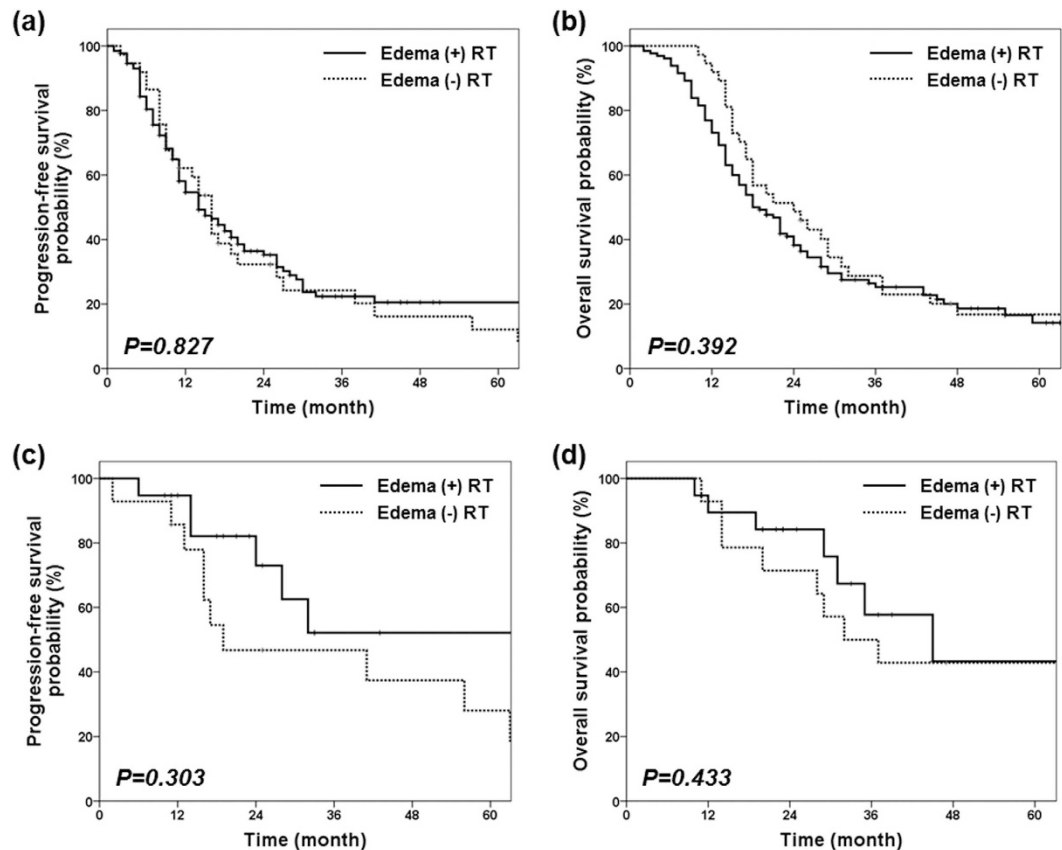 (a)
Progression-free survival
probability (%)
100
80
60
40
20
0
Edema (+) RT
Edema (-) RT
P=0.827
0 12 24 36 48 60
Time (month)
(b)
Overall survival probability (%)
100
80
60
40
20
0
Edema (+) RT
Edema (-) RT
P=0.392
0 12 24 36 48 60
Time (month)
(c)
Progression-free survival
probability (%)
100
80
60
40
20
0
Edema (+) RT
Edema (-) RT
P=0.303
0 12 24 36 48 60
Time (month)
(d)
Overall survival probability (%)
100
80
60
40
20
0
Edema (+) RT
Edema (-) RT
P=0.433
0 12 24 36 48 60
Time (month)